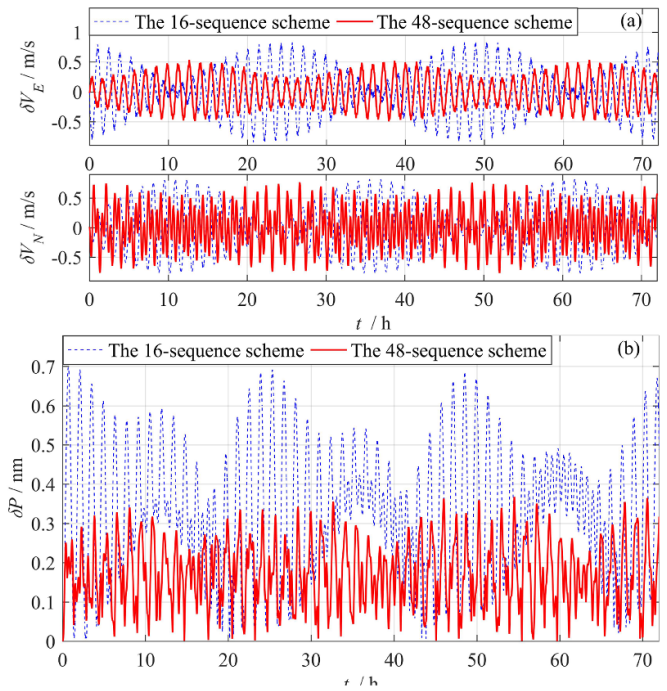 The 16-sequence scheme The 48-sequence scheme (a)
1
0.5
0
-0.5
δV_E / m/s
0 10 20 30 40 50 60 70
0.5
0
-0.5
δV_N / m/s
0 10 20 30 40 50 60 70
t / h
The 16-sequence scheme The 48-sequence scheme (b)
0.7
0.6
0.5
0.4
0.3
0.2
0.1
0
δP / nm
0 10 20 30 40 50 60 70
t / h